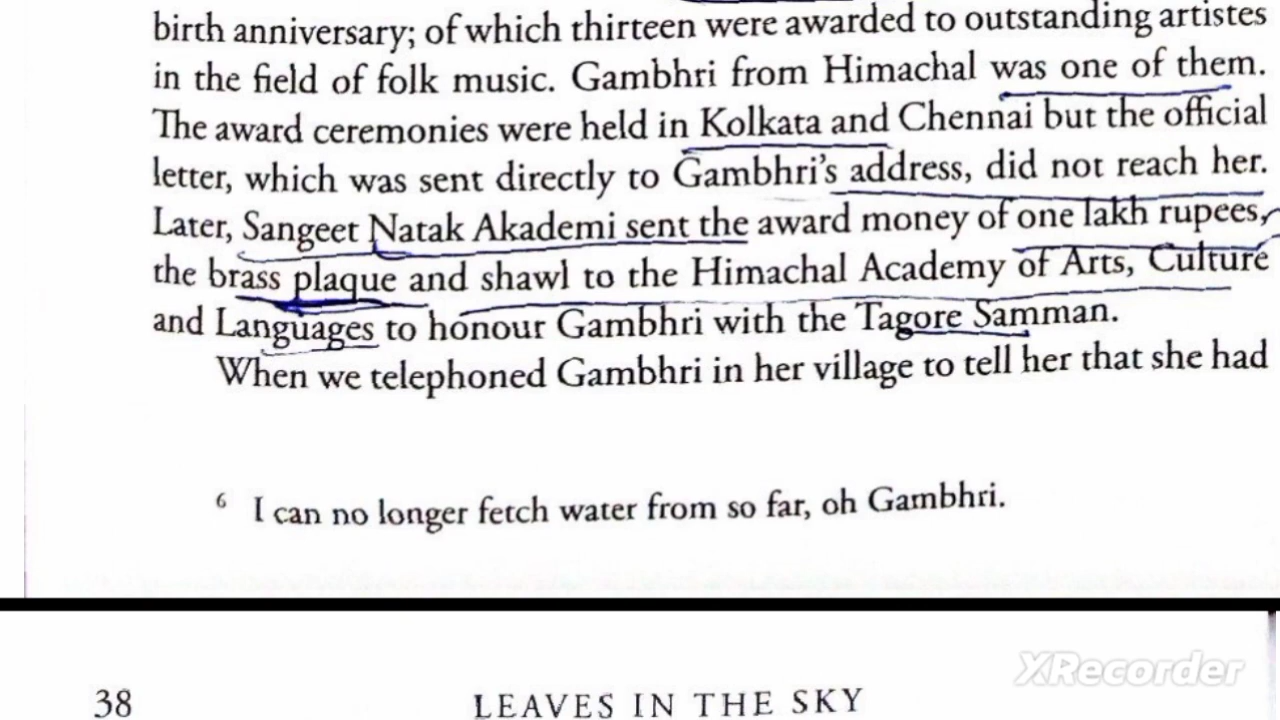 birth anniversary; of which thirteen were awarded to outstanding artistes
in the field of folk music. Gambhri from Himachal was one of them.
The award ceremonies were held in Kolkata and Chennai but the official
letter, which was sent directly to Gambhri's address, did not reach her.
Later, Sangeet Natak Akademi sent the award money of one lakh rupees,
the brass plaque and shawl to the Himachal Academy of Arts, Culture
and Languages to honour Gambhri with the Tagore Samman.
When we telephoned Gambhri in her village to tell her that she had
6 I can no longer fetch water from so far, oh Gambhri.
XRecorder
38 LEAVES IN THE SKY